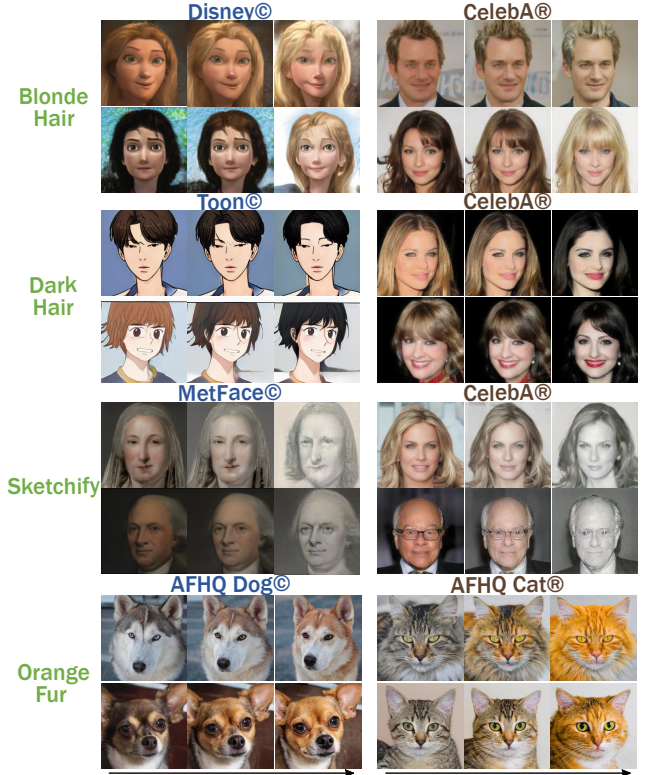 Disney© CelebA®
Blonde
Hair
Toon© CelebA®
Dark
Hair
MetFace© CelebA®
Sketchify
AFHQ Dog© AFHQ Cat®
Orange
Fur